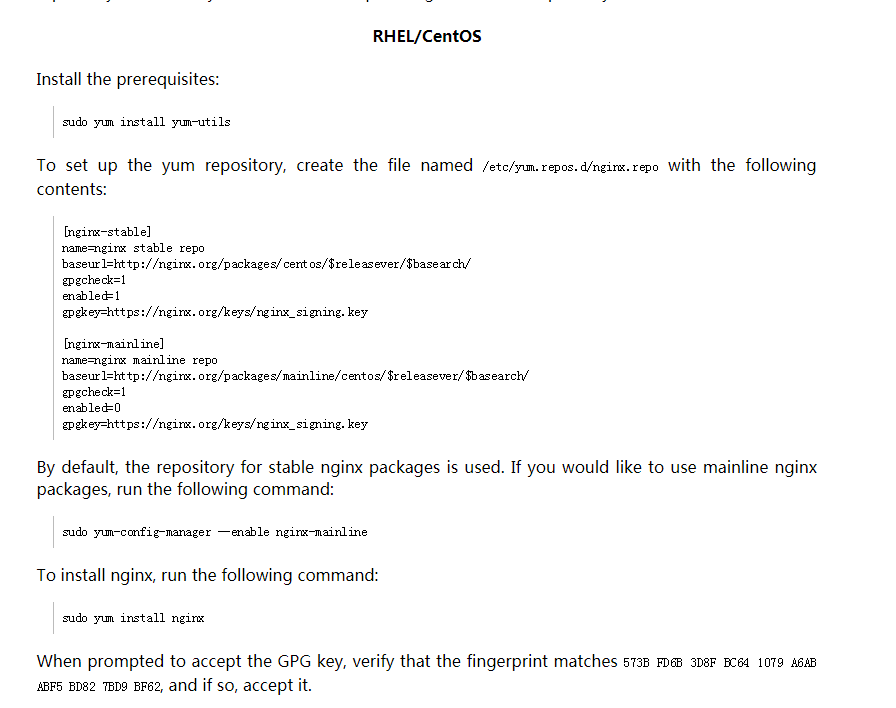 RHEL/CentOS
Install the prerequisites:
sudo yum install yum-utils
To set up the yum repository, create the file named /etc/yum.repos.d/nginx.repo with the following
contents:
[nginx-stable]
name=nginx stable repo
baseurl=http://nginx.org/packages/centos/$releasever/$basearch/
gpgcheck=1
enabled=1
gpgkey=https://nginx.org/keys/nginx_signing.key
[nginx-mainline]
name=nginx mainline repo
baseurl=http://nginx.org/packages/mainline/centos/$releasever/$basearch/
gpgcheck=1
enabled=0
gpgkey=https://nginx.org/keys/nginx_signing.key
By default, the repository for stable nginx packages is used. If you would like to use mainline nginx
packages, run the following command:
sudo yum-config-manager --enable nginx-mainline
To install nginx, run the following command:
sudo yum install nginx
When prompted to accept the GPG key, verify that the fingerprint matches 573B FD6B 3D8F BC64 1079 A6AB
ABF5 BD82 7BD9 BF62, and if so, accept it.